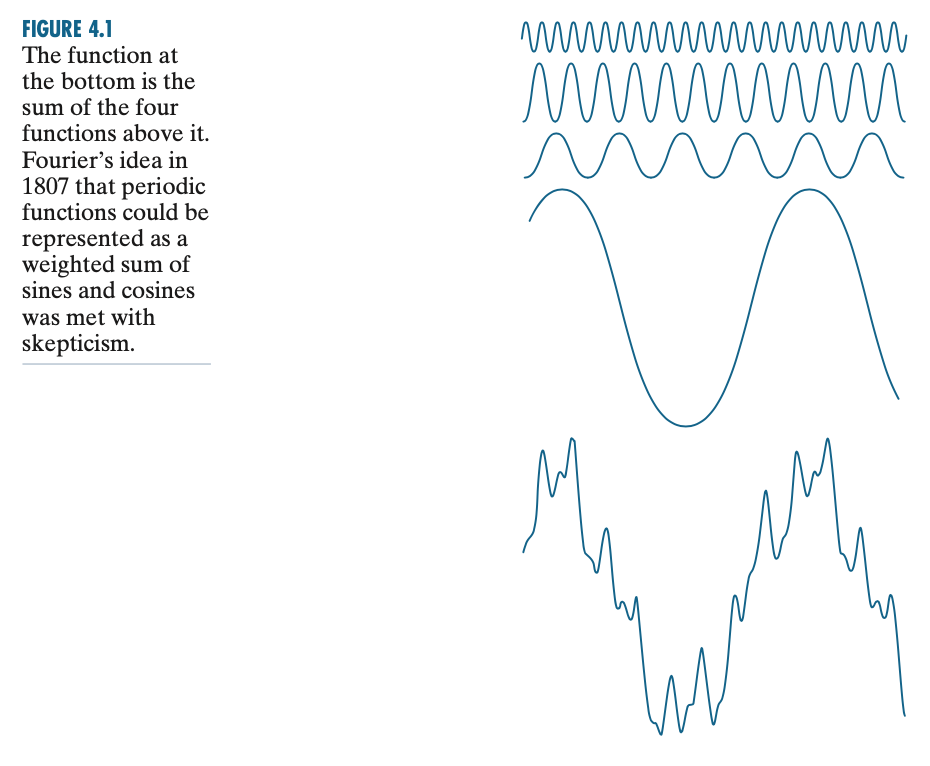 FIGURE 4.1
The function at
the bottom is the
sum of the four
functions above it.
Fourier’s idea in
1807 that periodic
functions could be
represented as a
weighted sum of
sines and cosines
was met with
skepticism.